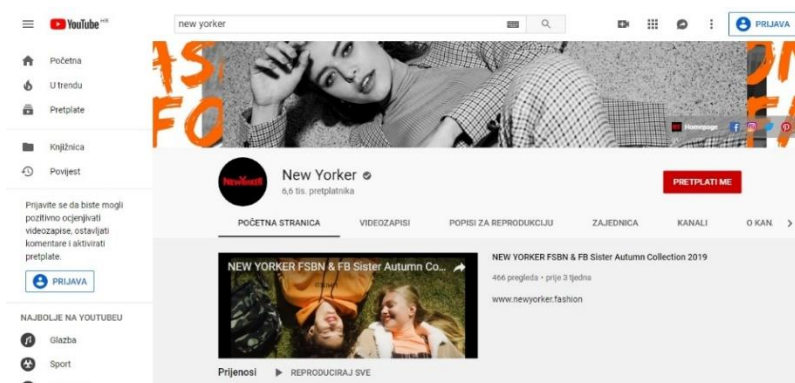 YouTube HR
new yorker
PRIJAVA
Početna
U trendu
Pretplate
Knjižnica
Povijest
Prijavite se da biste mogli
pozitivno ocjenjivati
videozapise, ostavljati
komentare i aktivirati
pretplate.
PRIJAVA
NAJBOLJE NA YOUTUBEU
Glazba
Sport
Homepage
NEWYORKER
New Yorker
6,6 tis. pretplatnika
PRETPLATI ME
POČETNA STRANICA VIDEOZAPISI POPISI ZA REPRODUKCIJU ZAJEDNICA KANALI O KAN.
NEW YORKER FSBN & FB Sister Autumn Co...
NEW YORKER FSBN & FB Sister Autumn Collection 2019
466 pregleda • prije 3 tjedna
www.newyorker.fashion
Prijenosi REPRODUCIRAJ SVE